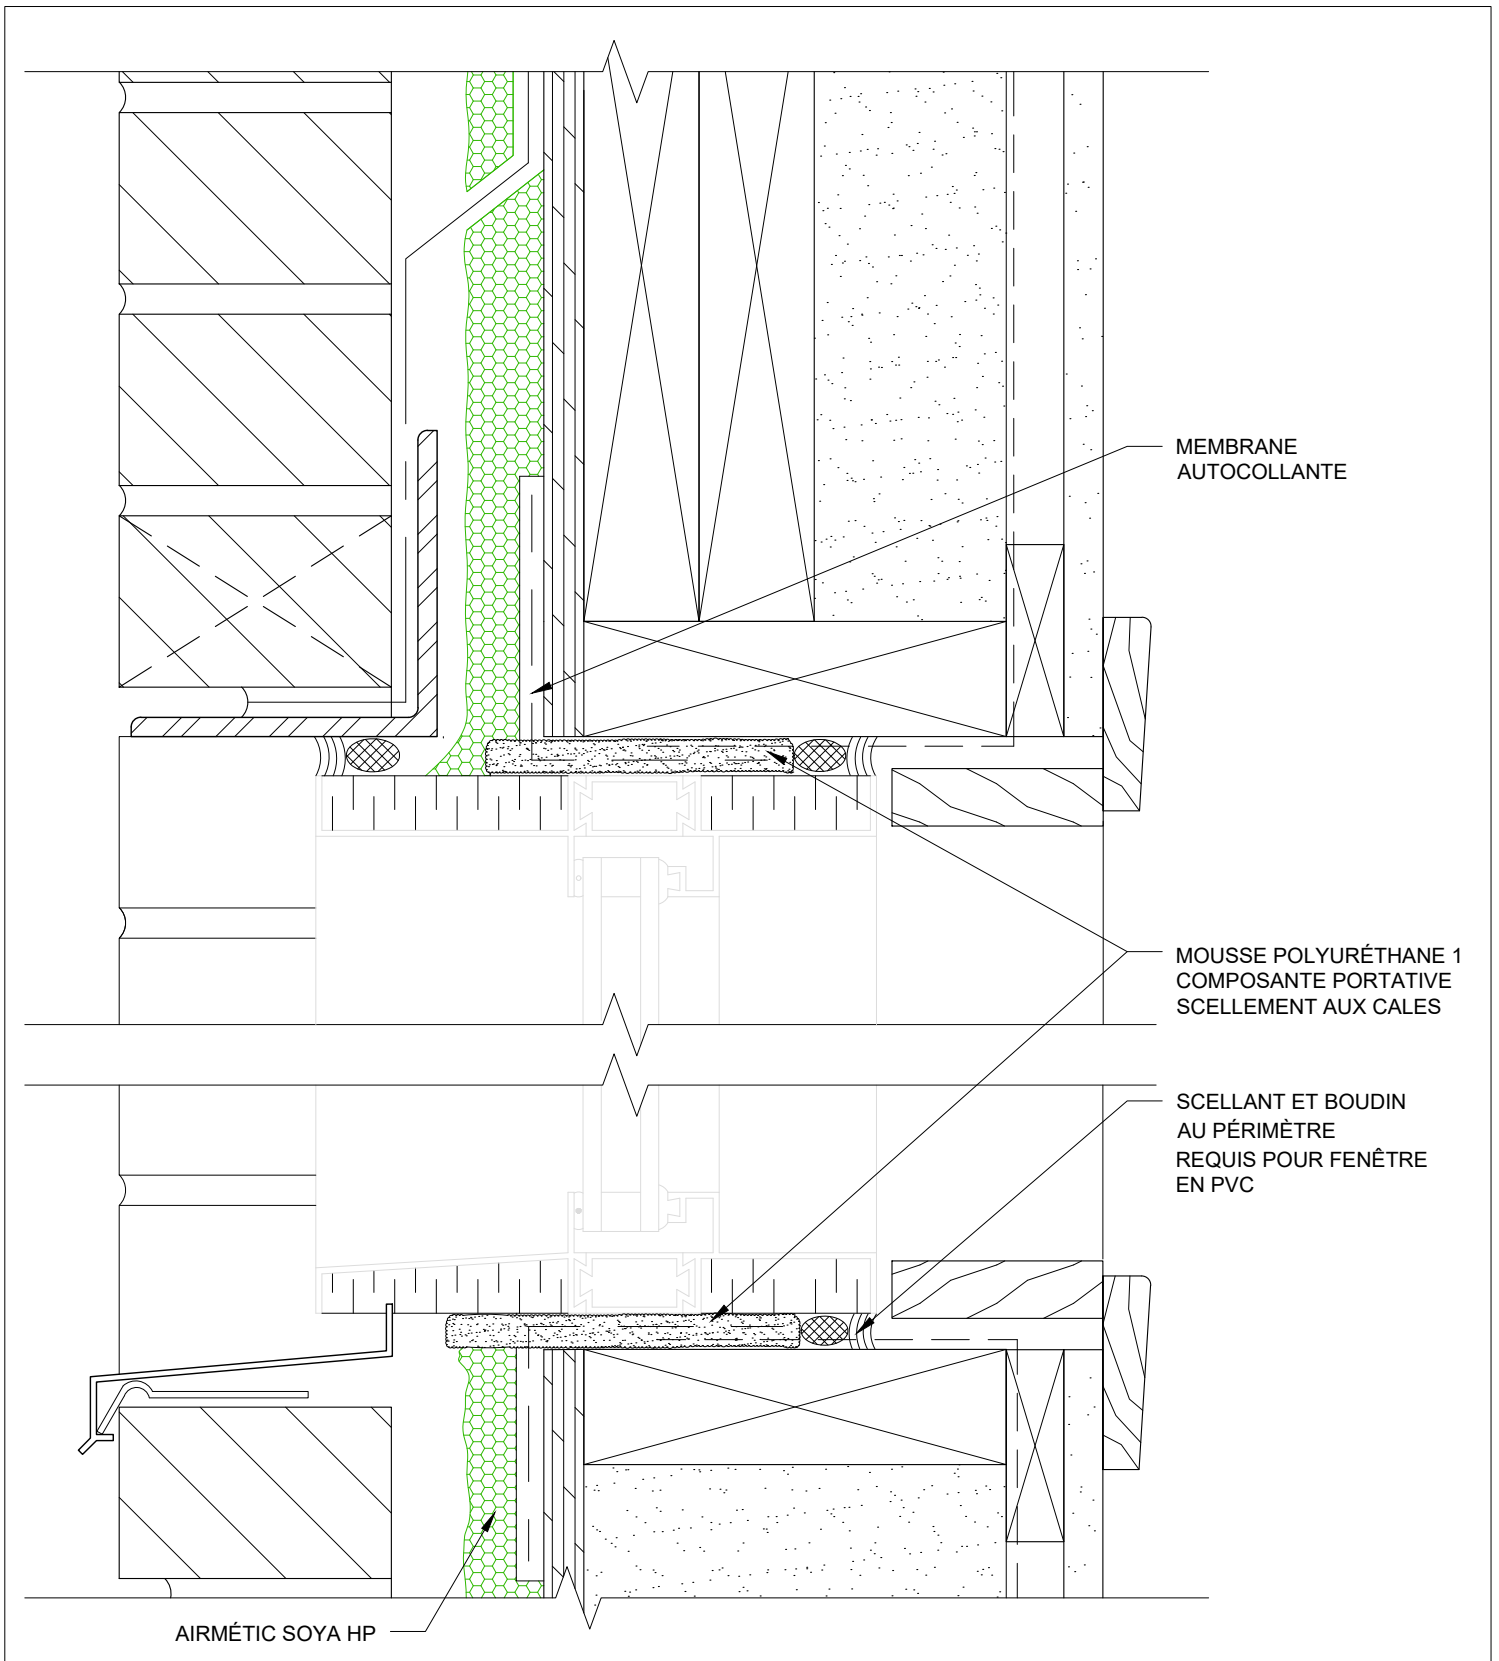 MEMBRANE
AUTOCOLLANTE
MOUSSE POLYURÉTHANE 1
COMPOSANTE PORTATIVE
SCELLEMENT AUX CALES
SCELLANT ET BOUDIN
AU PÉRIMÈTRE
REQUIS POUR FENÊTRE
EN PVC
AIRMÉTIC SOYA HP